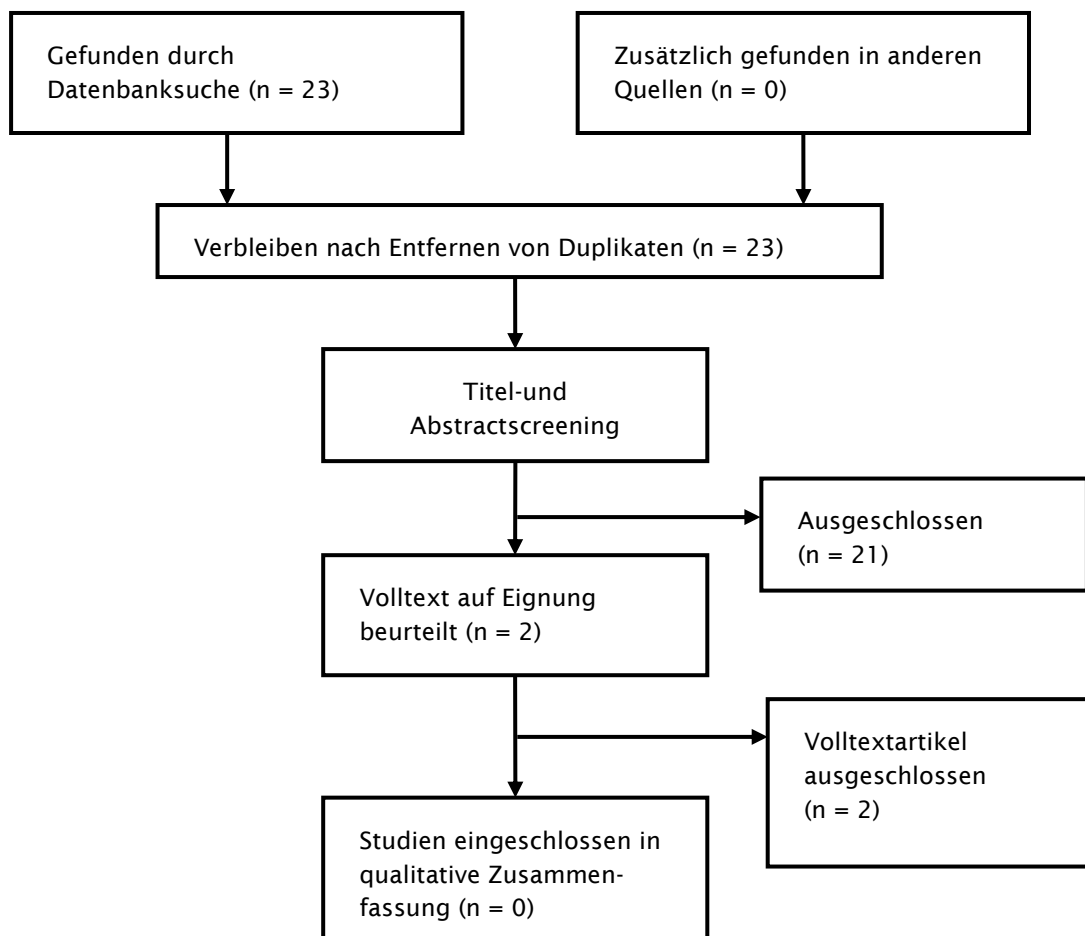 Gefunden durch
Datenbanksuche (n = 23)
Zusätzlich gefunden in anderen
Quellen (n = 0)
Verbleiben nach Entfernen von Duplikaten (n = 23)
Titel-und
Abstractscreening
Ausgeschlossen
(n = 21)
Volltext auf Eignung
beurteilt (n = 2)
Volltextartikel
ausgeschlossen
(n = 2)
Studien eingeschlossen in
qualitative Zusammen-
fassung (n = 0)